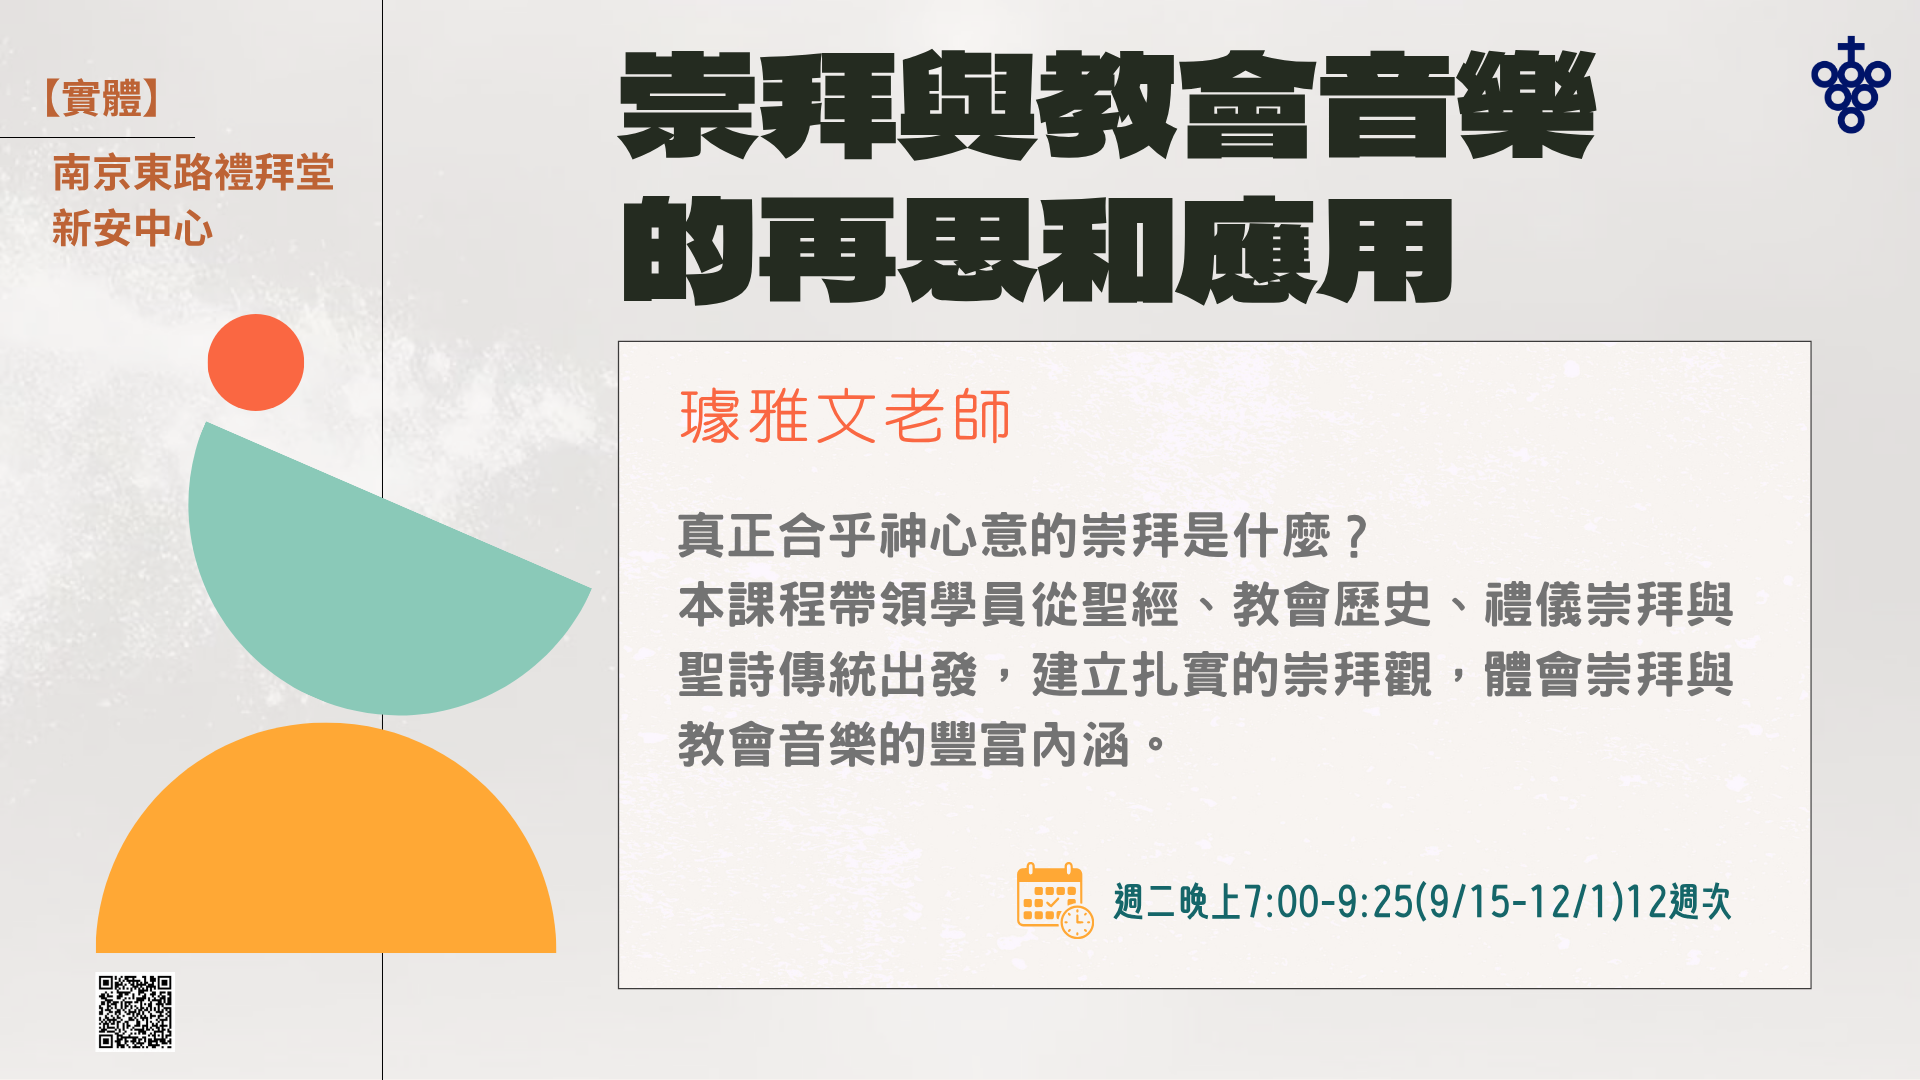 【實體】
南京東路禮拜堂
新安中心
崇拜與教會音樂
的再思和應用
璩雅文老師
真正合乎神心意的崇拜是什麼？
本課程帶領學員從聖經、教會歷史、禮儀崇拜與
聖詩傳統出發，建立扎實的崇拜觀，體會崇拜與
教會音樂的豐富內涵。
週二晚上7:00-9:25(9/15-12/1)12週次